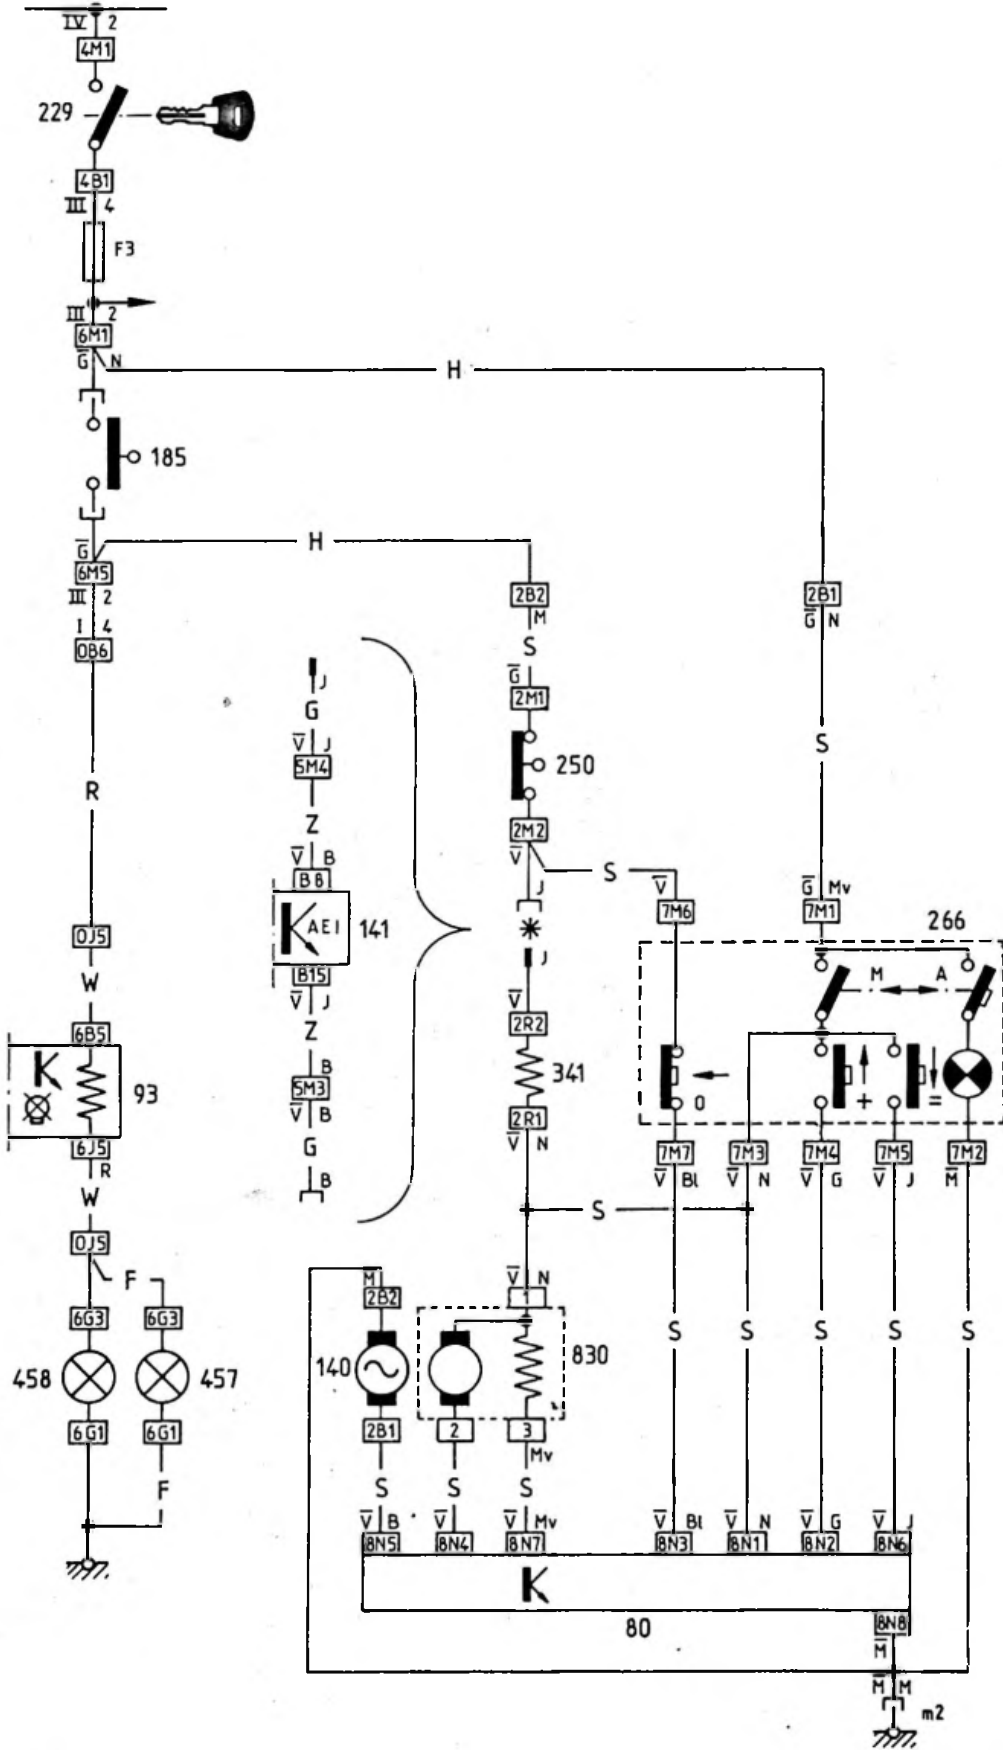 IV 2
4M1
229
4B1
III 4
F3
III 2
6M1
G̅ N
H
185
G̅
H
6M5
III 2
I 4
0B6
2B2
M
S
G̅
2M1
2B1
G̅ N
J
G
V̅ J
5M4
Z
V̅ B
B8
AEI
141
B15
V̅ J
Z
B
5M3
V̅ B
G
B
250
2M2
V̅
S
J
*
J
V̅
2R2
341
2R1
V̅ N
S
V̅
7M6
S
G̅ Mv
7M1
266
M A
0
+
=
7M7
V̅ Bl
7M3
V̅ N
7M4
V̅ G
7M5
V̅ J
7M2
M̅
R
0J5
W
6B5
93
6J5
R
W
0J5
F
6G3
6G3
458
457
6G1
6G1
F
M̅
2B2
V̅ N
140
830
2B1
2
3
Mv
S
S
S
S
S
S
S
S
V̅ B
V̅
V̅ Mv
V̅ Bl
V̅ N
V̅ G
V̅ J
8N5
8N4
8N7
8N3
8N1
8N2
8N6
80
8N8
M̅
M̅ M
m2